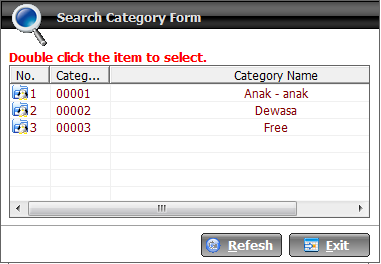 Search Category Form
Double click the item to select.
No. Categ... Category Name
1 00001 Anak - anak
2 00002 Dewasa
3 00003 Free
Refesh Exit